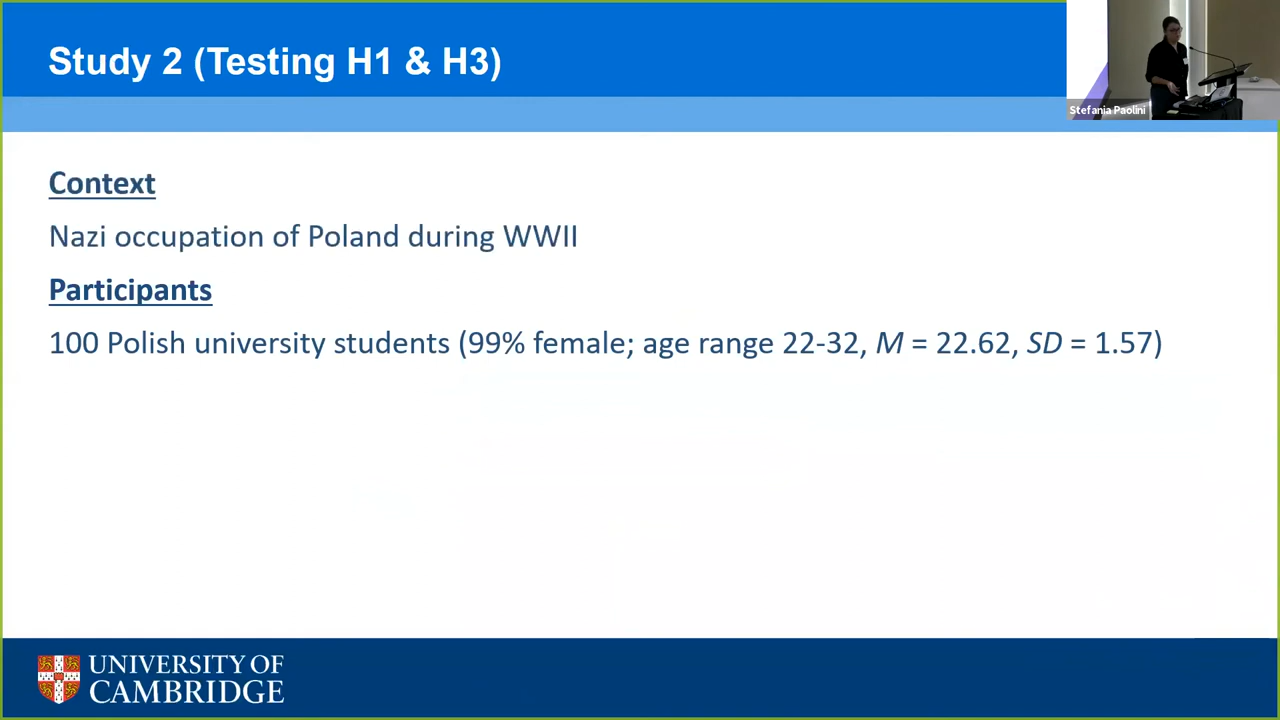 Study 2 (Testing H1 & H3)
Stefania Paolini
Context
Nazi occupation of Poland during WWII
Participants
100 Polish university students (99% female; age range 22-32, M = 22.62, SD = 1.57)
UNIVERSITY OF
CAMBRIDGE